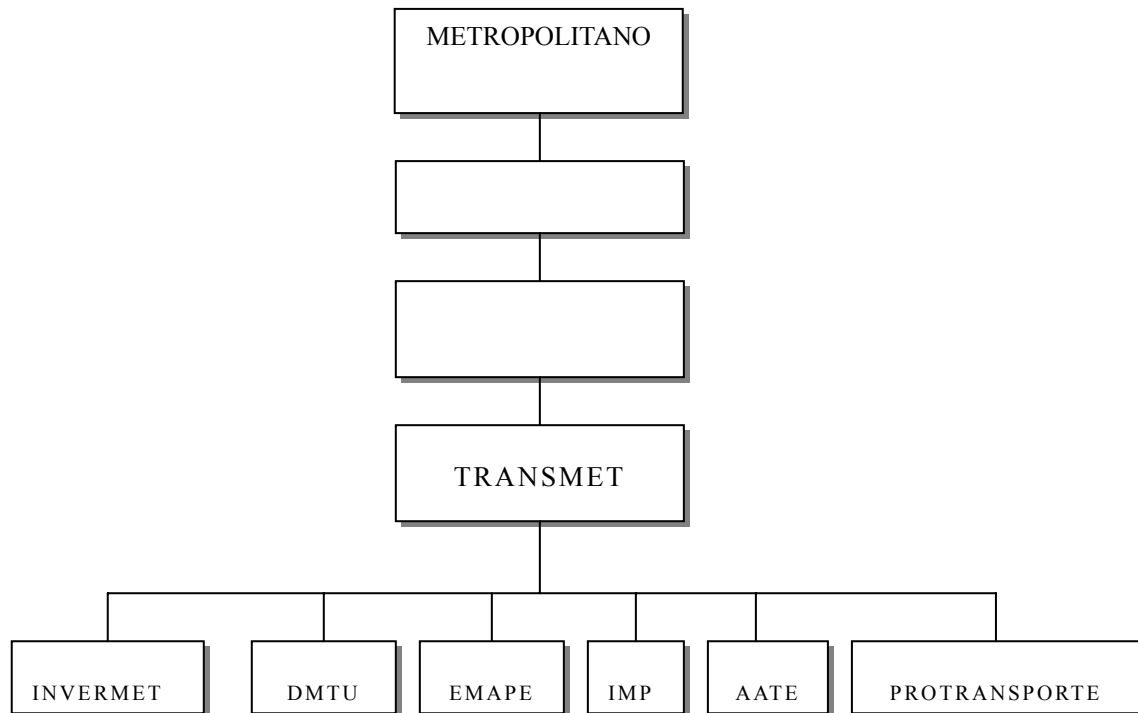 METROPOLITANO
TRANSMET
INVERMET DMTU EMAPE IMP AATE PROTRANSPORTE